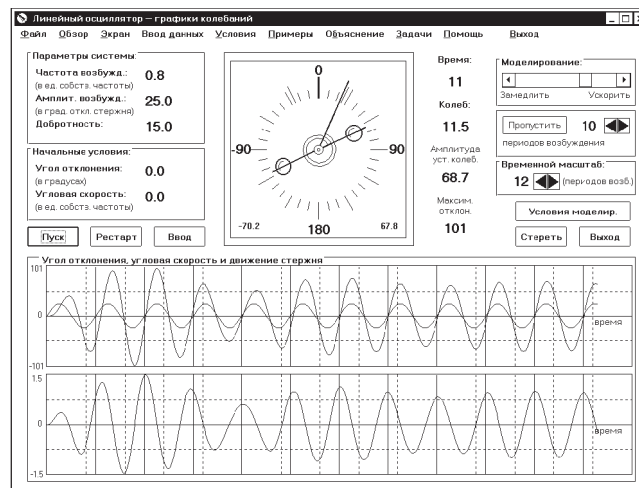 Линейный осциллятор – графики колебаний
Файл Обзор Экран Ввод данных Условия Примеры Объяснение Задачи Помощь Выход
Параметры системы:
Частота возбужд.: 0.8
(в ед. собств. частоты)
Амплит. возбужд.: 25.0
(в град. откл. стержня)
Добротность: 15.0
Начальные условия:
Угол отклонения: 0.0
(в градусах)
Угловая скорость: 0.0
(в ед. собств. частоты)
Пуск Рестарт Ввод
0
-90 90
180
-70.2 67.8
Время:
11
Колеб:
11.5
Амплитуда
уст. колеб.
68.7
Максим.
отклон.
101
Моделирование:
Замедлить Ускорить
Пропустить 10
периодов возбуждения
Временной масштаб:
12 (периодов возб.)
Условия моделир.
Стереть Выход
Угол отклонения, угловая скорость и движение стержня
101
0
-101
время
1.5
0
-1.5
время